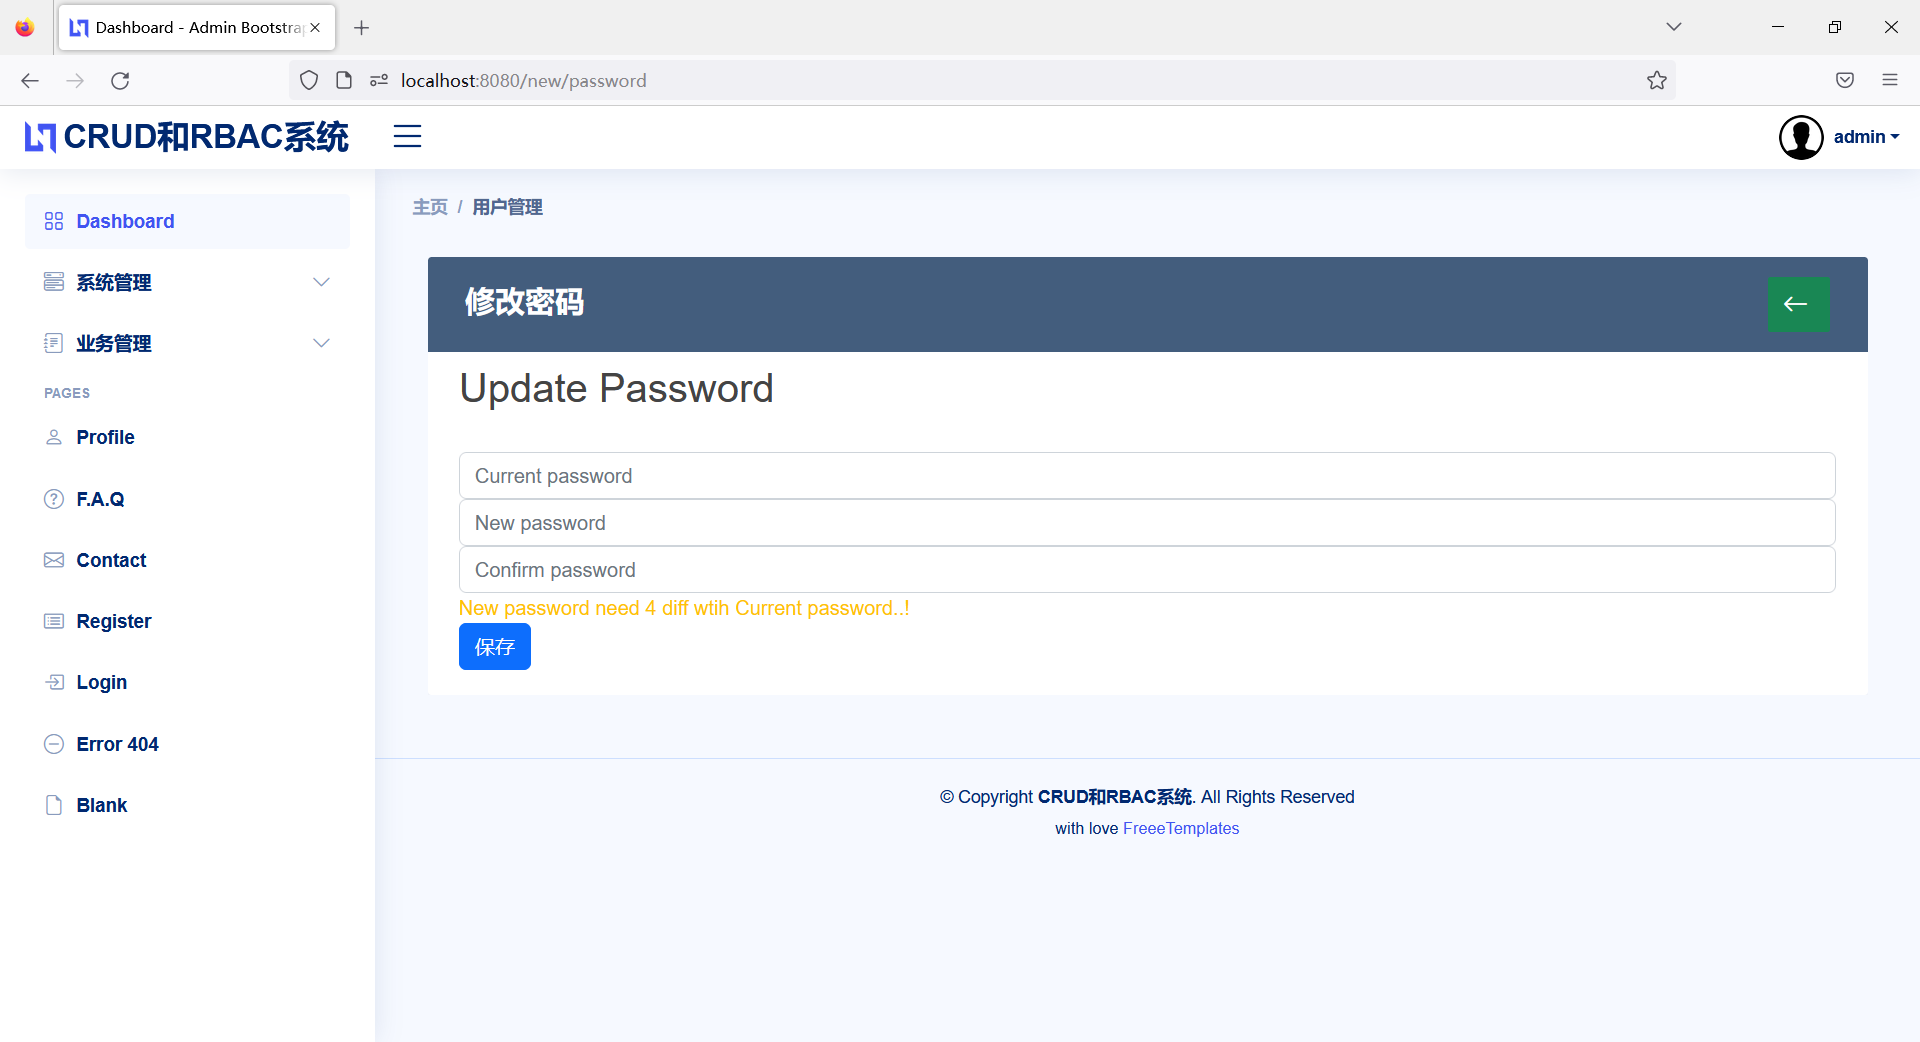 Dashboard - Admin Bootstra
localhost:8080/new/password
CRUD和RBAC系统
admin
Dashboard
系统管理
业务管理
PAGES
Profile
F.A.Q
Contact
Register
Login
Error 404
Blank
主页 / 用户管理
修改密码
Update Password
Current password
New password
Confirm password
New password need 4 diff wtih Current password..!
保存
© Copyright CRUD和RBAC系统. All Rights Reserved
with love FreeeTemplates